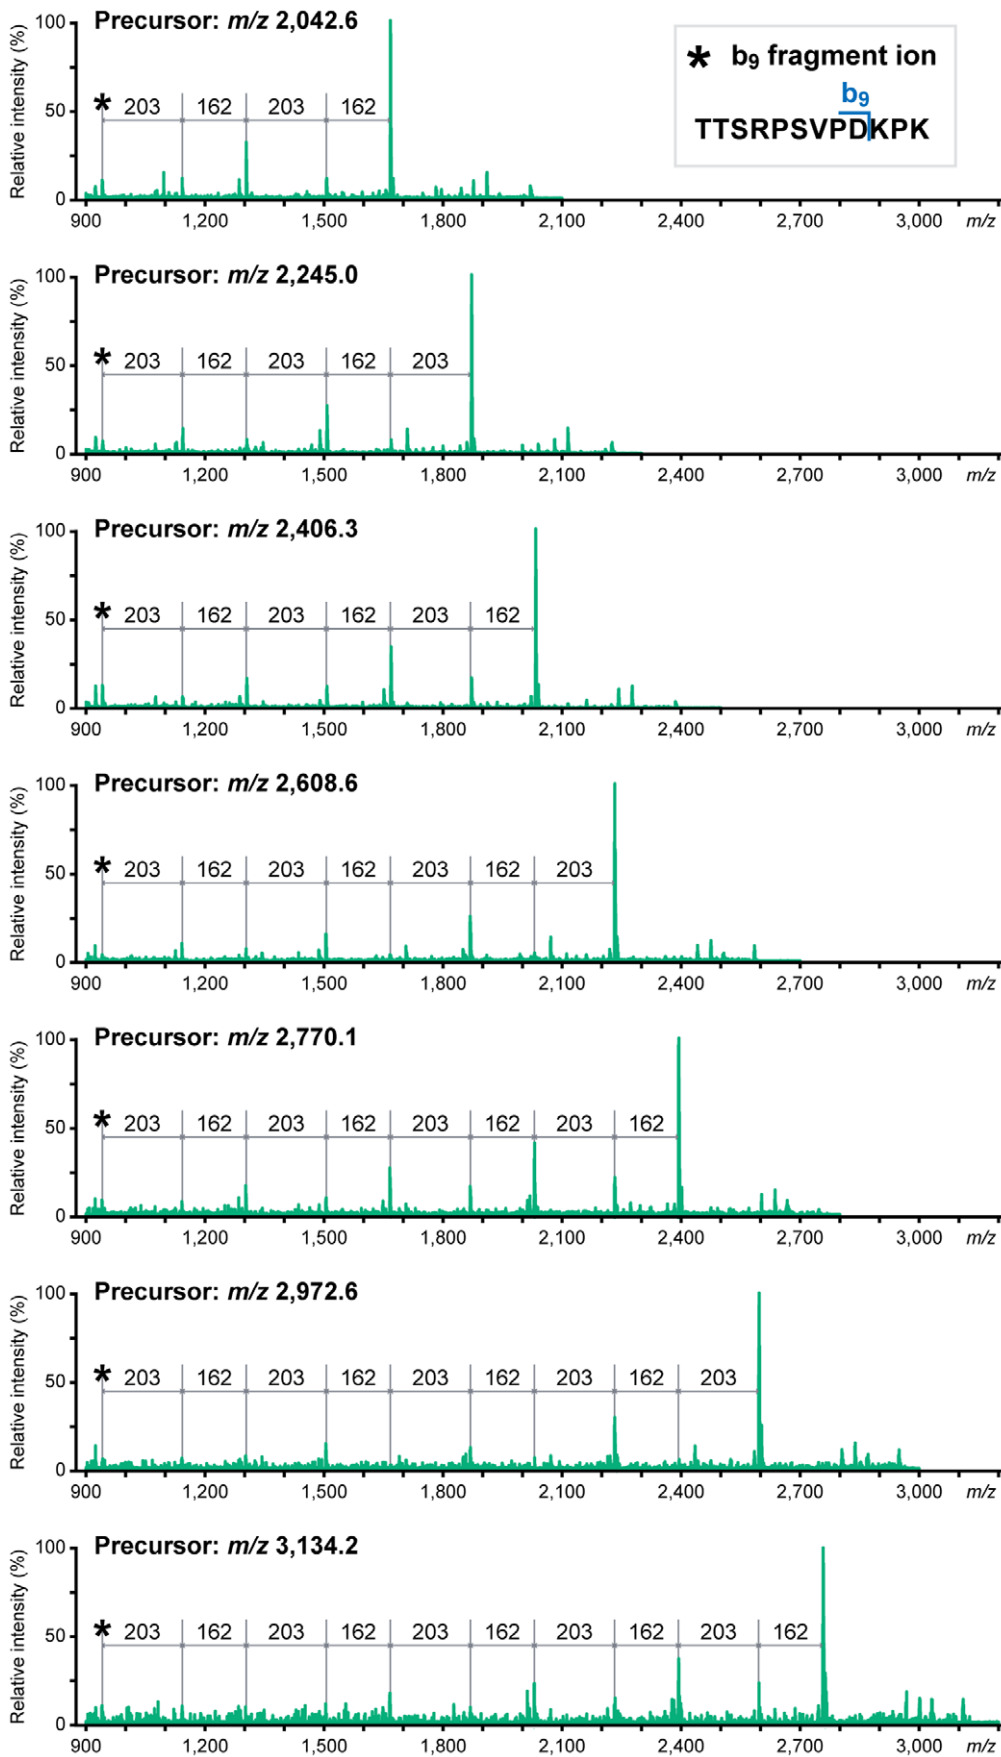 Precursor: m/z 2,042.6
* b9 fragment ion
b9
TTSRPSVPDKPK
Relative intensity (%)
100
50
0
* 203 162 203 162
900 1,200 1,500 1,800 2,100 2,400 2,700 3,000 m/z
Precursor: m/z 2,245.0
Relative intensity (%)
100
50
0
* 203 162 203 162 203
900 1,200 1,500 1,800 2,100 2,400 2,700 3,000 m/z
Precursor: m/z 2,406.3
Relative intensity (%)
100
50
0
* 203 162 203 162 203 162
900 1,200 1,500 1,800 2,100 2,400 2,700 3,000 m/z
Precursor: m/z 2,608.6
Relative intensity (%)
100
50
0
* 203 162 203 162 203 162 203
900 1,200 1,500 1,800 2,100 2,400 2,700 3,000 m/z
Precursor: m/z 2,770.1
Relative intensity (%)
100
50
0
* 203 162 203 162 203 162 203 162
900 1,200 1,500 1,800 2,100 2,400 2,700 3,000 m/z
Precursor: m/z 2,972.6
Relative intensity (%)
100
50
0
* 203 162 203 162 203 162 203 162 203
900 1,200 1,500 1,800 2,100 2,400 2,700 3,000 m/z
Precursor: m/z 3,134.2
Relative intensity (%)
100
50
0
* 203 162 203 162 203 162 203 162 203 162
900 1,200 1,500 1,800 2,100 2,400 2,700 3,000 m/z